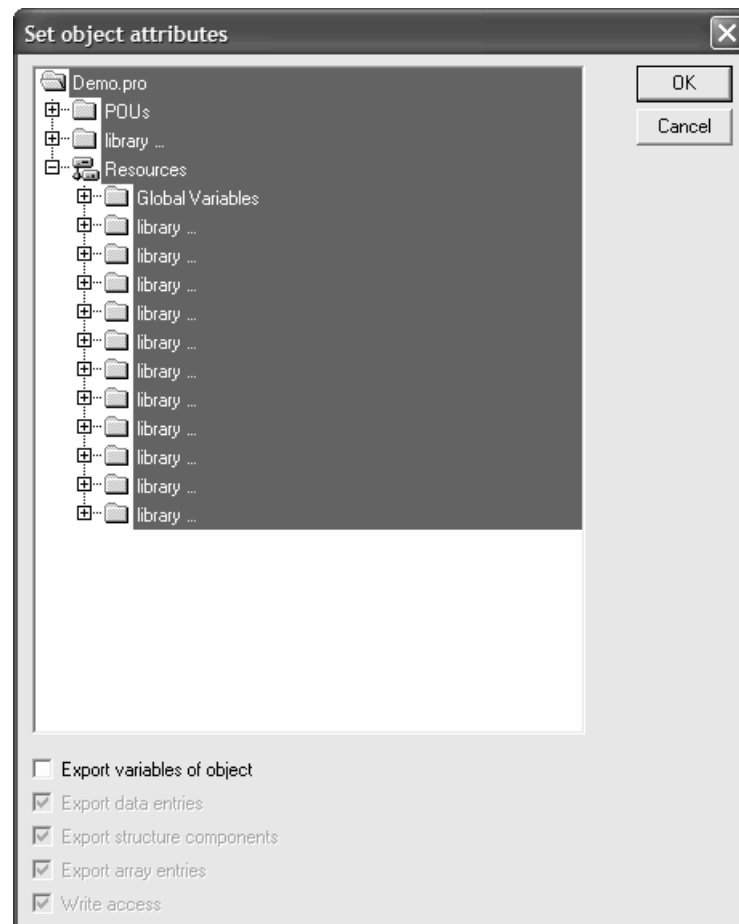 Set object attributes
OK
Cancel
Demo.pro
POUs
library ...
Resources
Global Variables
library ...
library ...
library ...
library ...
library ...
library ...
library ...
library ...
library ...
library ...
library ...
Export variables of object
Export data entries
Export structure components
Export array entries
Write access